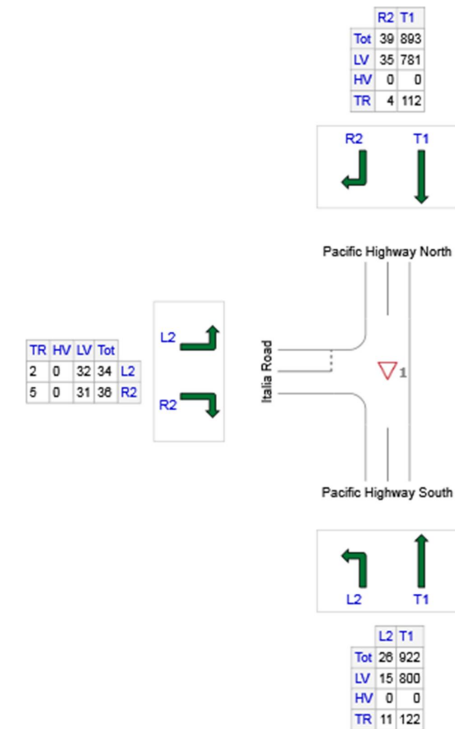 R2 T1
Tot 39 893
LV 35 781
HV 0 0
TR 4 112
R2 T1
Pacific Highway North
TR HV LV Tot
2 0 32 34 L2
5 0 31 36 R2
L2
R2
Italia Road
1
Pacific Highway South
L2 T1
L2 T1
Tot 26 922
LV 15 800
HV 0 0
TR 11 122